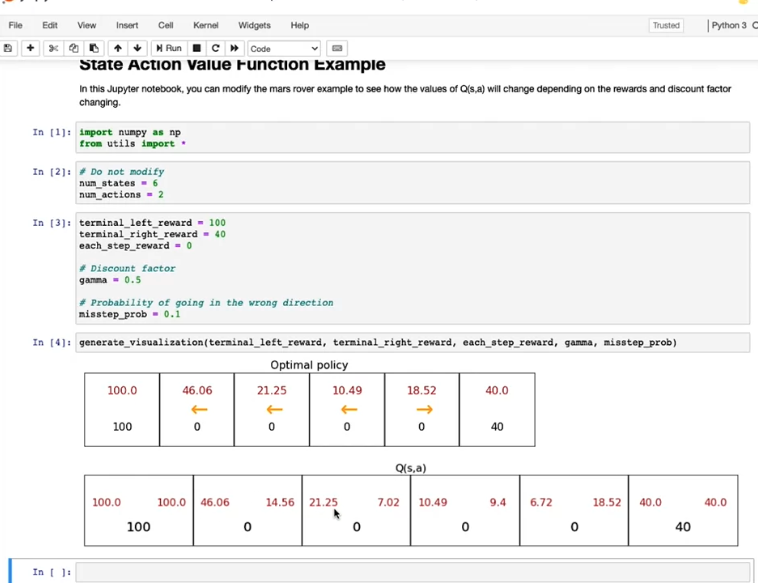 File Edit View Insert Cell Kernel Widgets Help Trusted Python 3
Run Code
State Action Value Function Example
In this Jupyter notebook, you can modify the mars rover example to see how the values of Q(s,a) will change depending on the rewards and discount factor
changing.
In [1]: import numpy as np
from utils import *
In [2]: # Do not modify
num_states = 6
num_actions = 2
In [3]: terminal_left_reward = 100
terminal_right_reward = 40
each_step_reward = 0
# Discount factor
gamma = 0.5
# Probability of going in the wrong direction
misstep_prob = 0.1
In [4]: generate_visualization(terminal_left_reward, terminal_right_reward, each_step_reward, gamma, misstep_prob)
Optimal policy
100.0 46.06 21.25 10.49 18.52 40.0
← ← ← →
100 0 0 0 0 40
Q(s,a)
100.0 100.0 46.06 14.56 21.25 7.02 10.49 9.4 6.72 18.52 40.0 40.0
100 0 0 0 0 40
In [ ]: